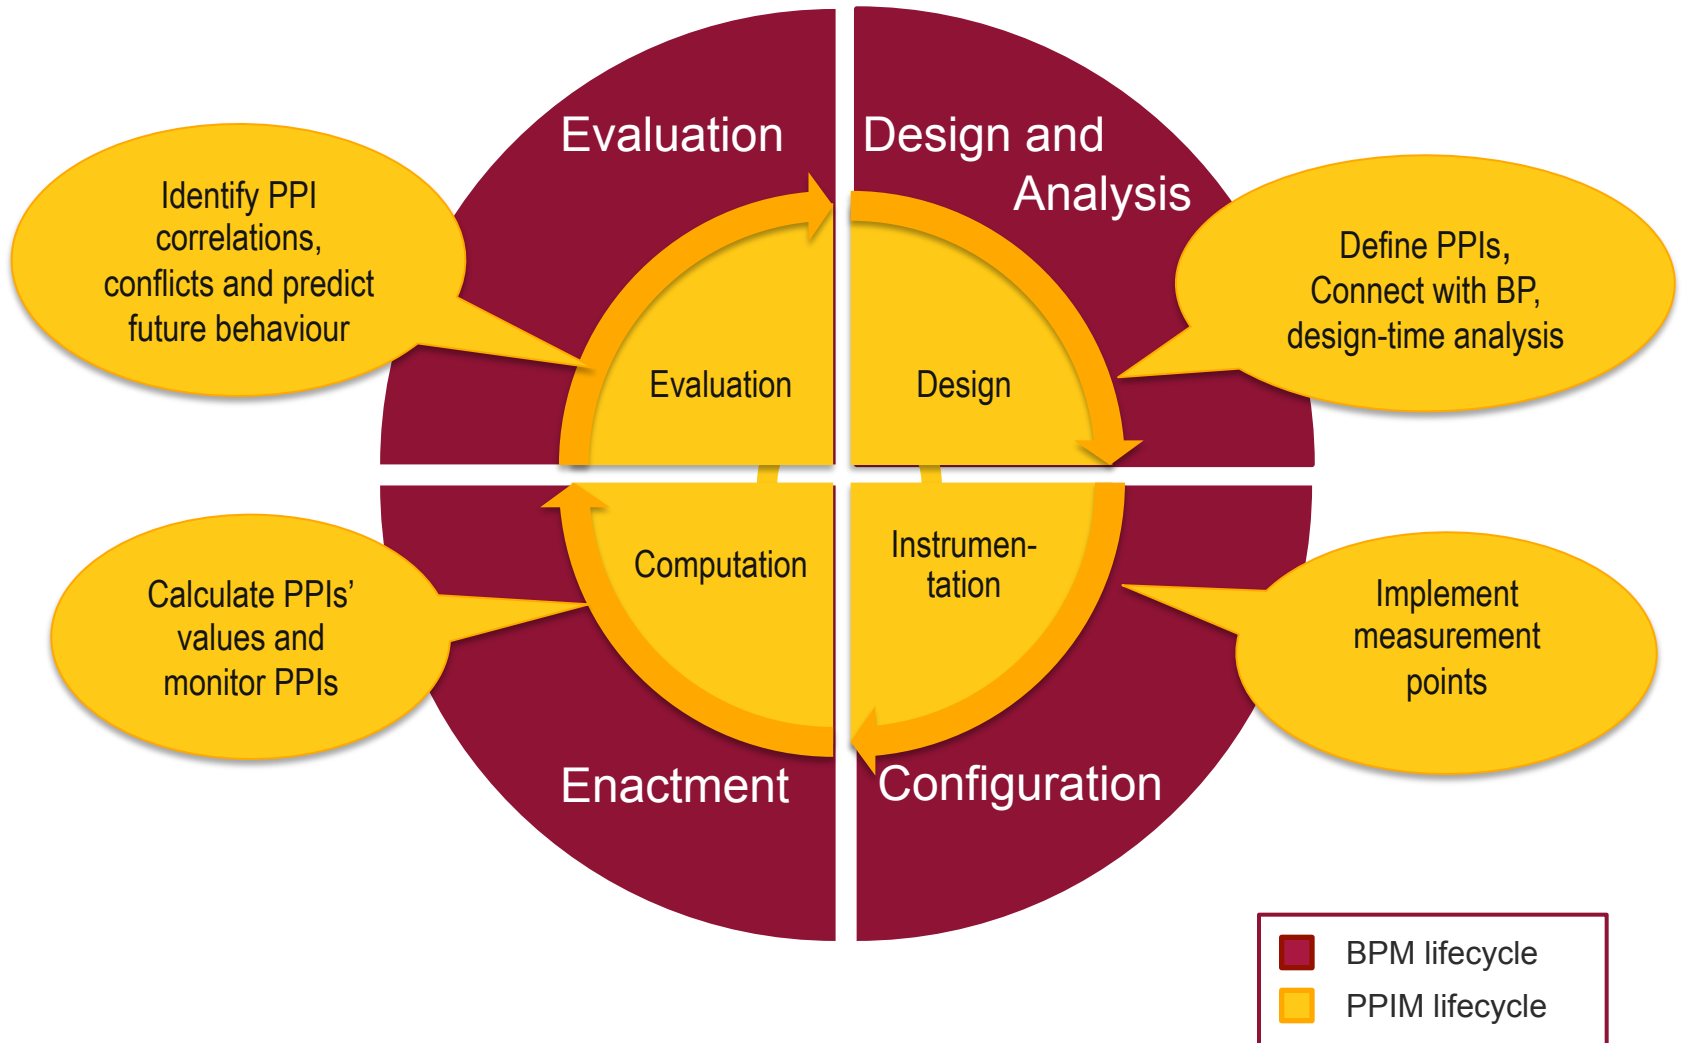 Evaluation
Design and
Analysis
Identify PPI
correlations,
conflicts and predict
future behaviour
Define PPIs,
Connect with BP,
design-time analysis
Evaluation
Design
Computation
Instrumen-
tation
Calculate PPIs’
values and
monitor PPIs
Implement
measurement
points
Enactment
Configuration
BPM lifecycle
PPIM lifecycle